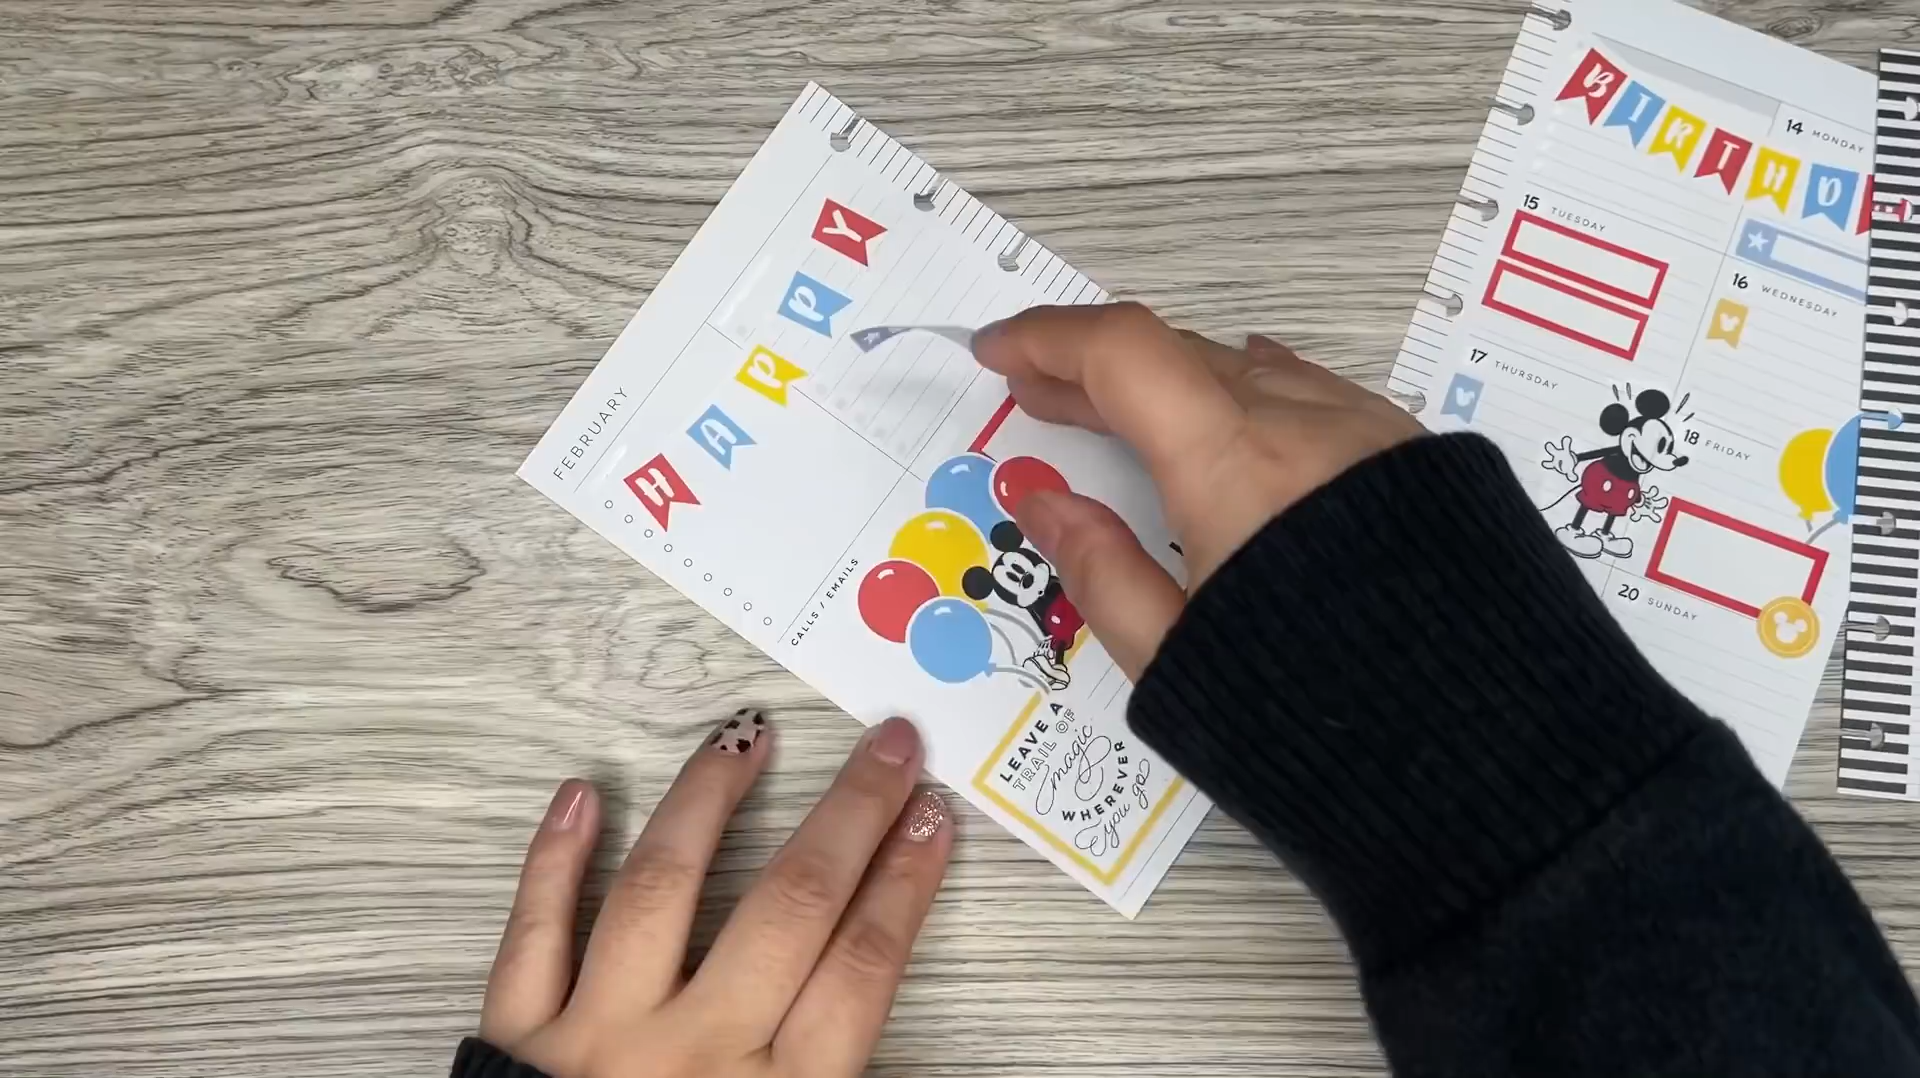 FEBRUARY
HAPPY
CALLS / EMAILS
LEAVE A
TRAIL OF
magic
WHEREVER
you go
BIRTHD
14 MONDAY
15 TUESDAY
16 WEDNESDAY
17 THURSDAY
18 FRIDAY
20 SUNDAY